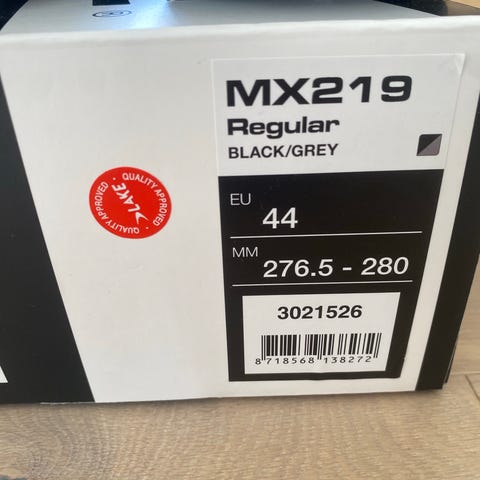 MX219
Regular
BLACK/GREY
EU
44
MM
276.5 - 280
3021526
8 718568 138272
QUALITY APPROVED · QUALITY APPROVED ·
LAKE